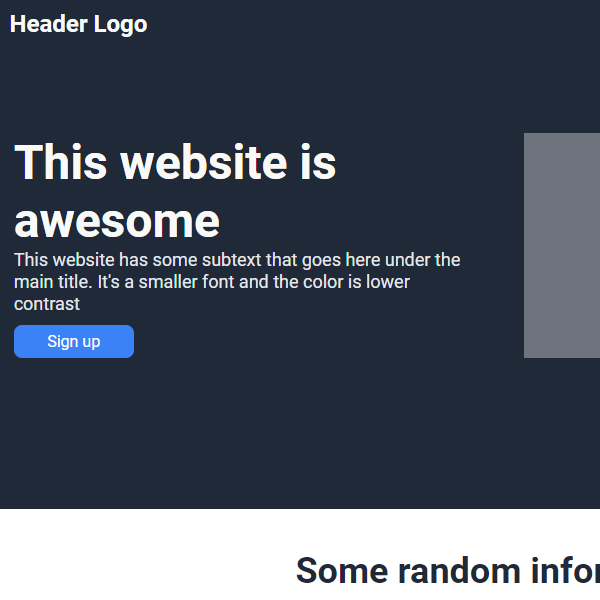 Header Logo
This website is
awesome
This website has some subtext that goes here under the
main title. It's a smaller font and the color is lower
contrast
Sign up
Some random infor